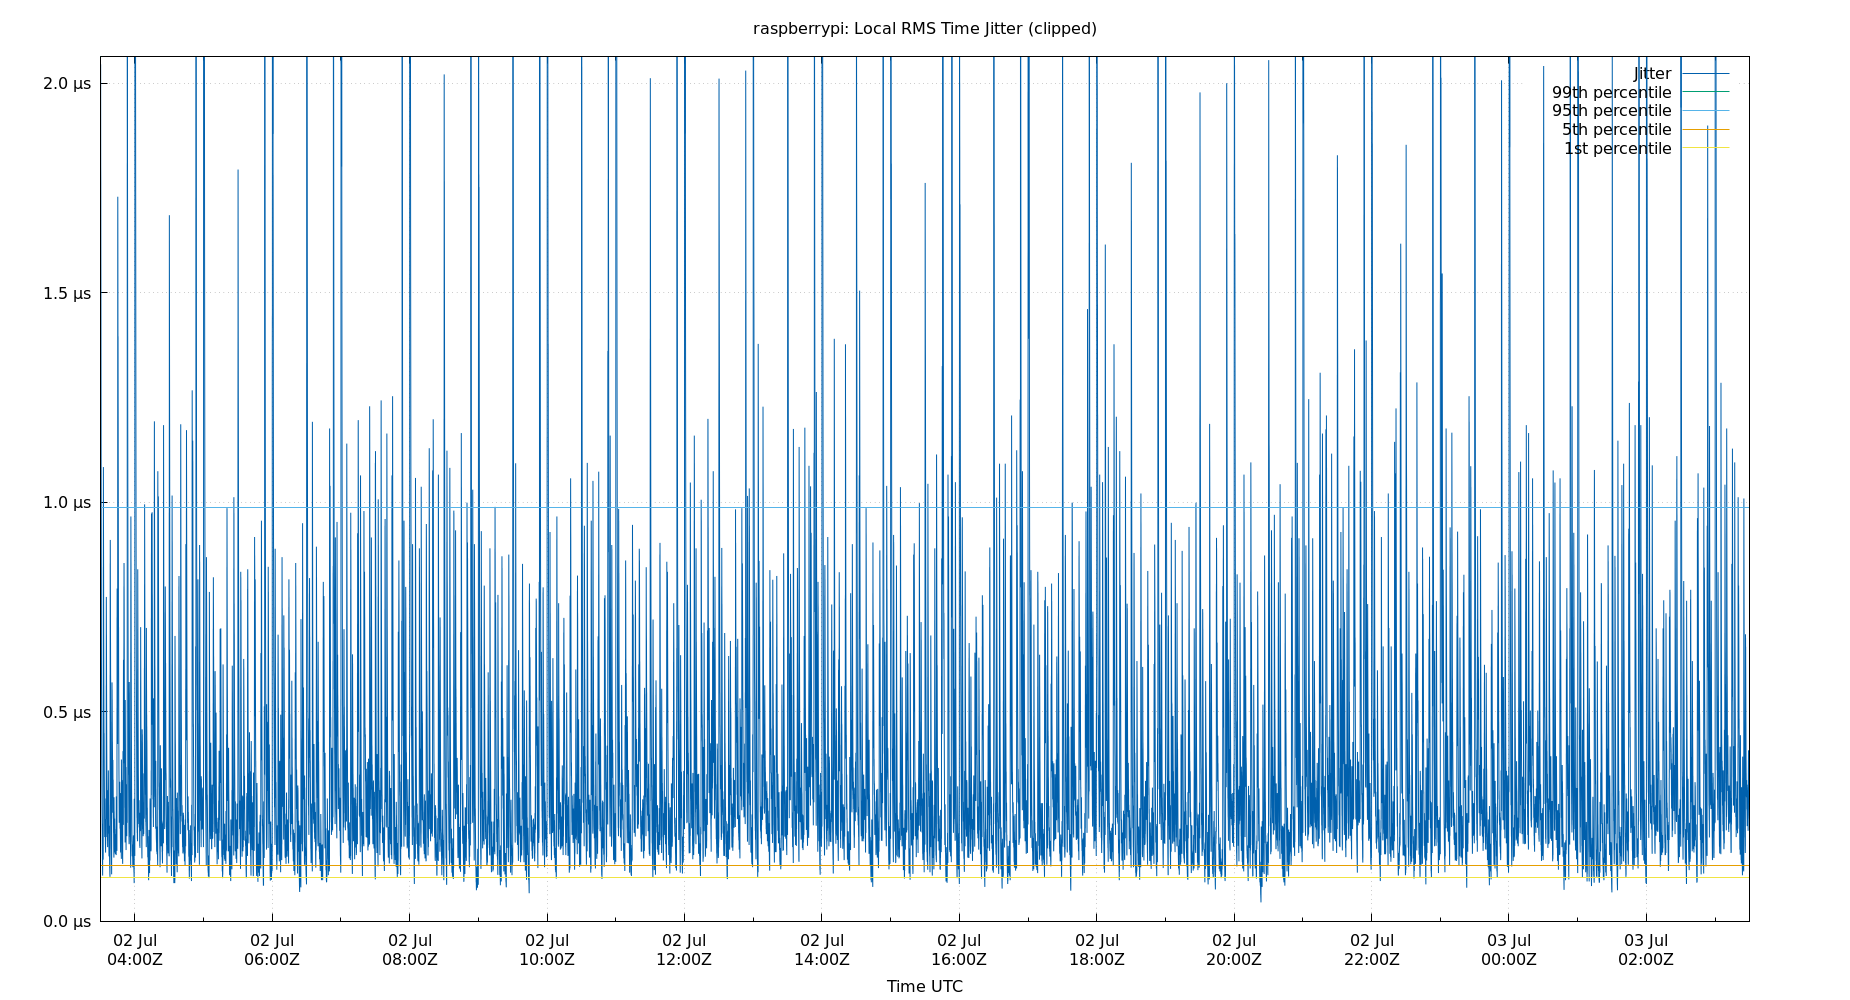 raspberrypi: Local RMS Time Jitter (clipped)
2.0 μs
1.5 μs
1.0 μs
0.5 μs
0.0 μs
Jitter
99th percentile
95th percentile
5th percentile
1st percentile
02 Jul 02 Jul 02 Jul 02 Jul 02 Jul 02 Jul 02 Jul 02 Jul 02 Jul 02 Jul 03 Jul 03 Jul
04:00Z 06:00Z 08:00Z 10:00Z 12:00Z 14:00Z 16:00Z 18:00Z 20:00Z 22:00Z 00:00Z 02:00Z
Time UTC